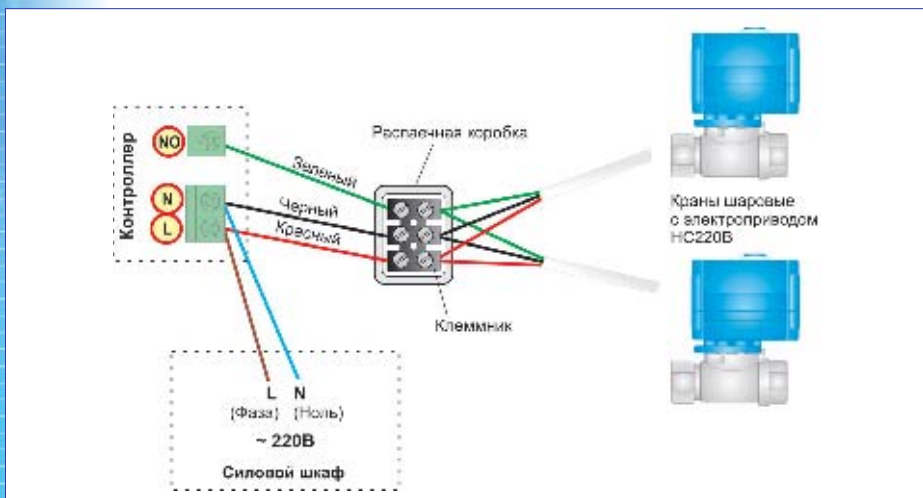 Контроллер
NO
N
L
Зеленый
Черный
Красный
Распаечная коробка
Клеммник
Краны шаровые
с электроприводом
НС220В
L N
(Фаза) (Ноль)
~ 220В
Силовой шкаф